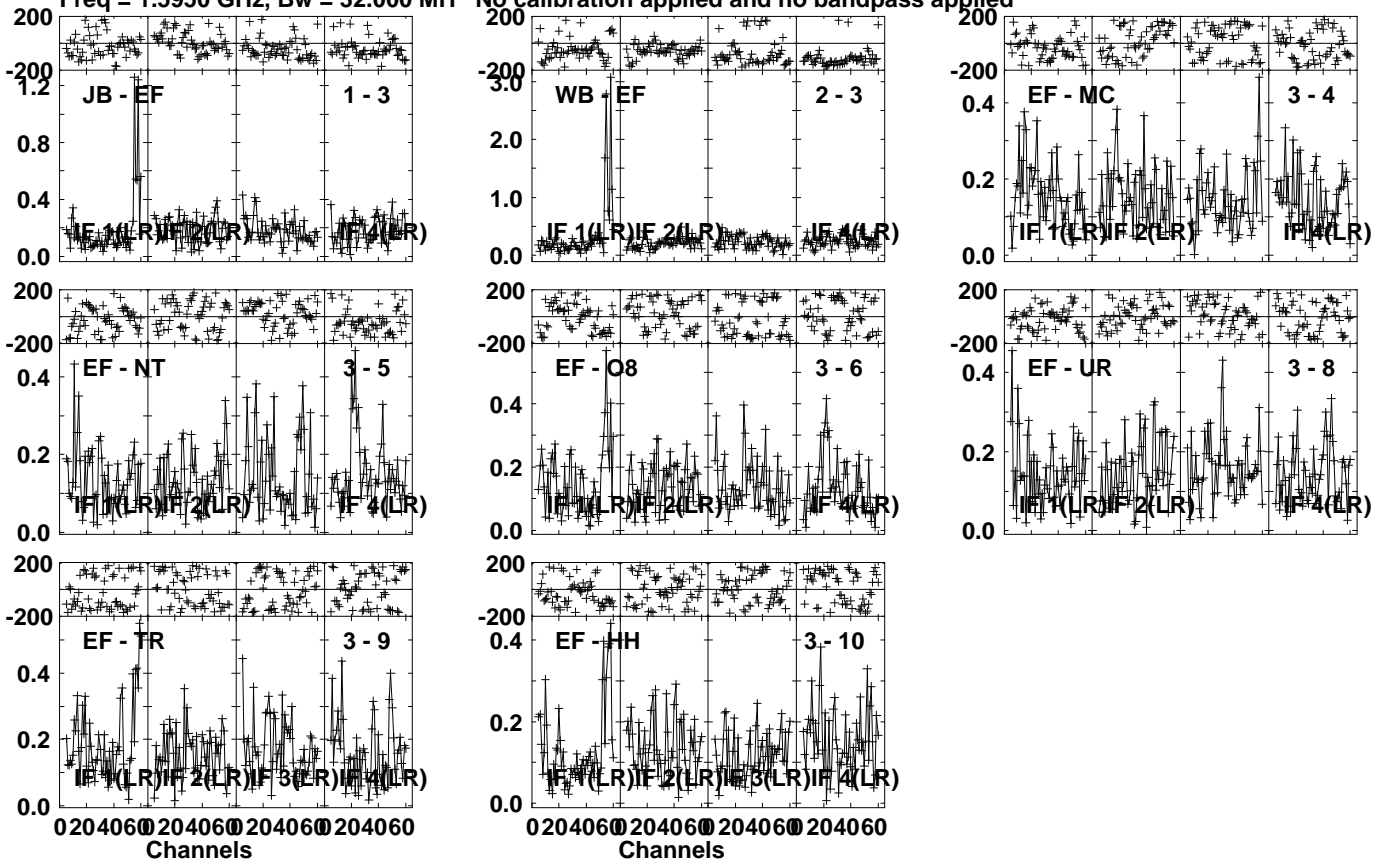 Freq = 1.5950 GHz, Bw = 32.000 MH No calibration applied and no bandpass applied
200
-200
1.2
0.8
0.4
0.0
JB - EF 1 - 3
IF 1(LR) IF 2(LR) IF 4(LR)
200
-200
3.0
2.0
1.0
0.0
WB - EF 2 - 3
IF 1(LR) IF 2(LR) IF 4(LR)
200
-200
0.4
0.2
0.0
EF - MC 3 - 4
IF 1(LR) IF 2(LR) IF 4(LR)
200
-200
0.4
0.2
0.0
EF - NT 3 - 5
IF 1(LR) IF 2(LR) IF 4(LR)
200
-200
0.4
0.2
0.0
EF - O8 3 - 6
IF 1(LR) IF 2(LR) IF 4(LR)
200
-200
0.4
0.2
0.0
EF - UR 3 - 8
IF 1(LR) IF 2(LR) IF 4(LR)
200
-200
0.4
0.2
0.0
EF - TR 3 - 9
IF 1(LR) IF 2(LR) IF 3(LR) IF 4(LR)
0 20 40 60 0 20 40 60 0 20 40 60 0 20 40 60
Channels
200
-200
0.4
0.2
0.0
EF - HH 3 - 10
IF 1(LR) IF 2(LR) IF 3(LR) IF 4(LR)
0 20 40 60 0 20 40 60 0 20 40 60 0 20 40 60
Channels